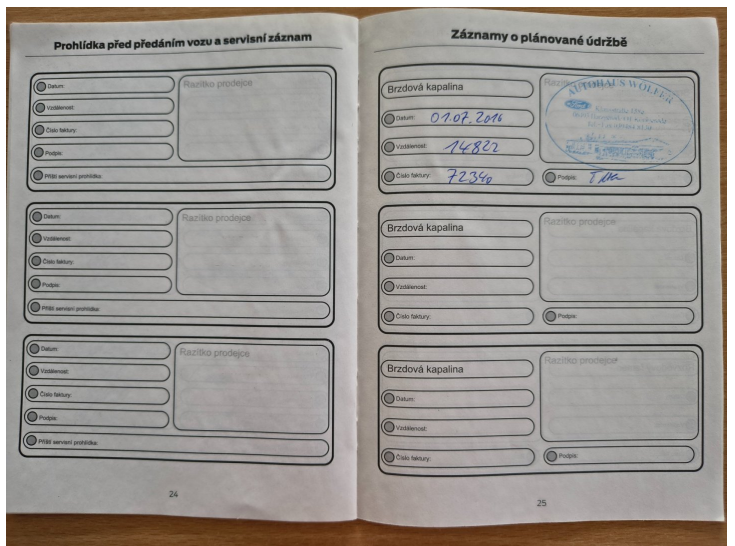 Prohlídka před předáním vozu a servisní záznam
Datum:
Razítko prodejce
Vzdálenost:
Číslo faktury:
Podpis:
Příští servisní prohlídka:
Datum:
Razítko prodejce
Vzdálenost:
Číslo faktury:
Podpis:
Příští servisní prohlídka:
Datum:
Razítko prodejce
Vzdálenost:
Číslo faktury:
Podpis:
Příští servisní prohlídka:
24
Záznamy o plánované údržbě
Brzdová kapalina
AUTOHAUS WOLFEN
Datum: 01.07.2016
Vzdálenost: 14822
Číslo faktury: 72340
Podpis:
Brzdová kapalina
Razítko prodejce
Datum:
Vzdálenost:
Číslo faktury:
Podpis:
Brzdová kapalina
Razítko prodejce
Datum:
Vzdálenost:
Číslo faktury:
Podpis:
25